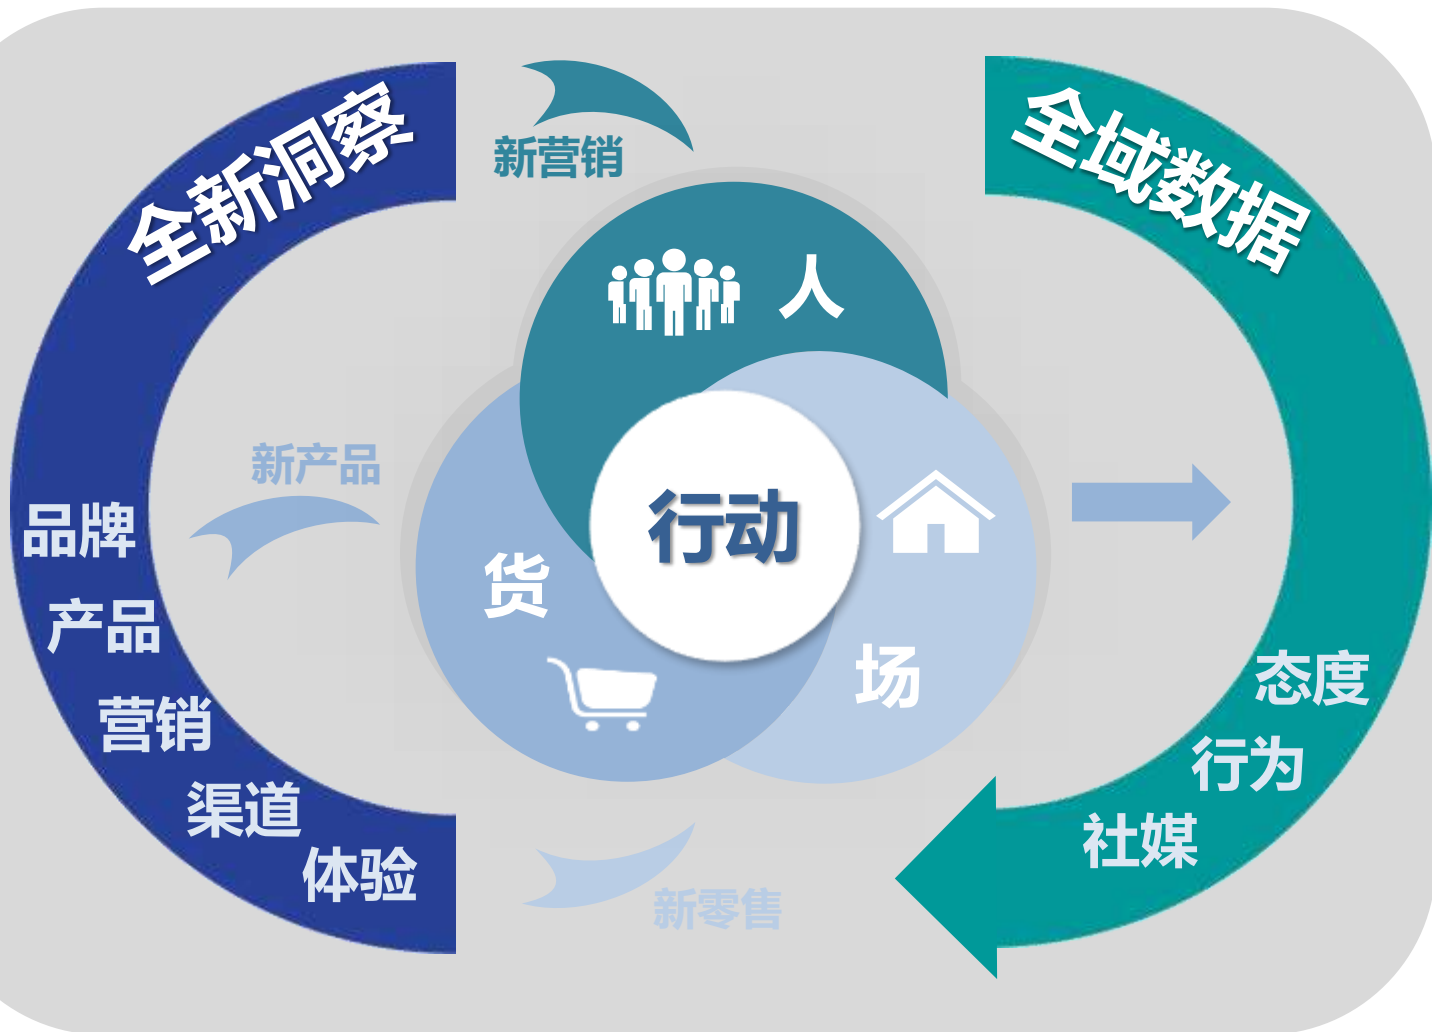 全新洞察
品牌
产品
营销
渠道
体验
新营销
新产品
新零售
人
货
场
行动
全域数据
态度
行为
社媒